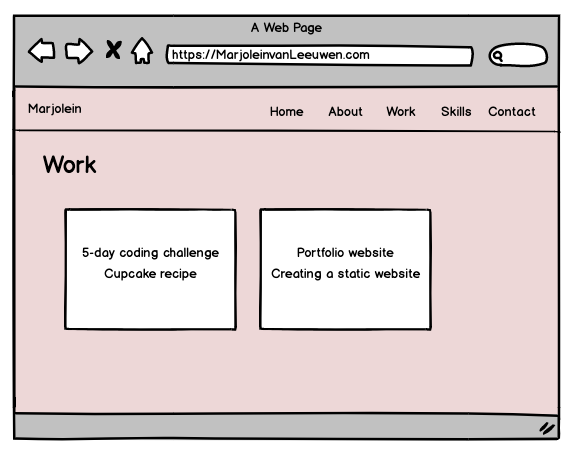 A Web Page
https://MarjoleinvanLeeuwen.com
Marjolein
Home About Work Skills Contact
Work
5-day coding challenge
Cupcake recipe
Portfolio website
Creating a static website